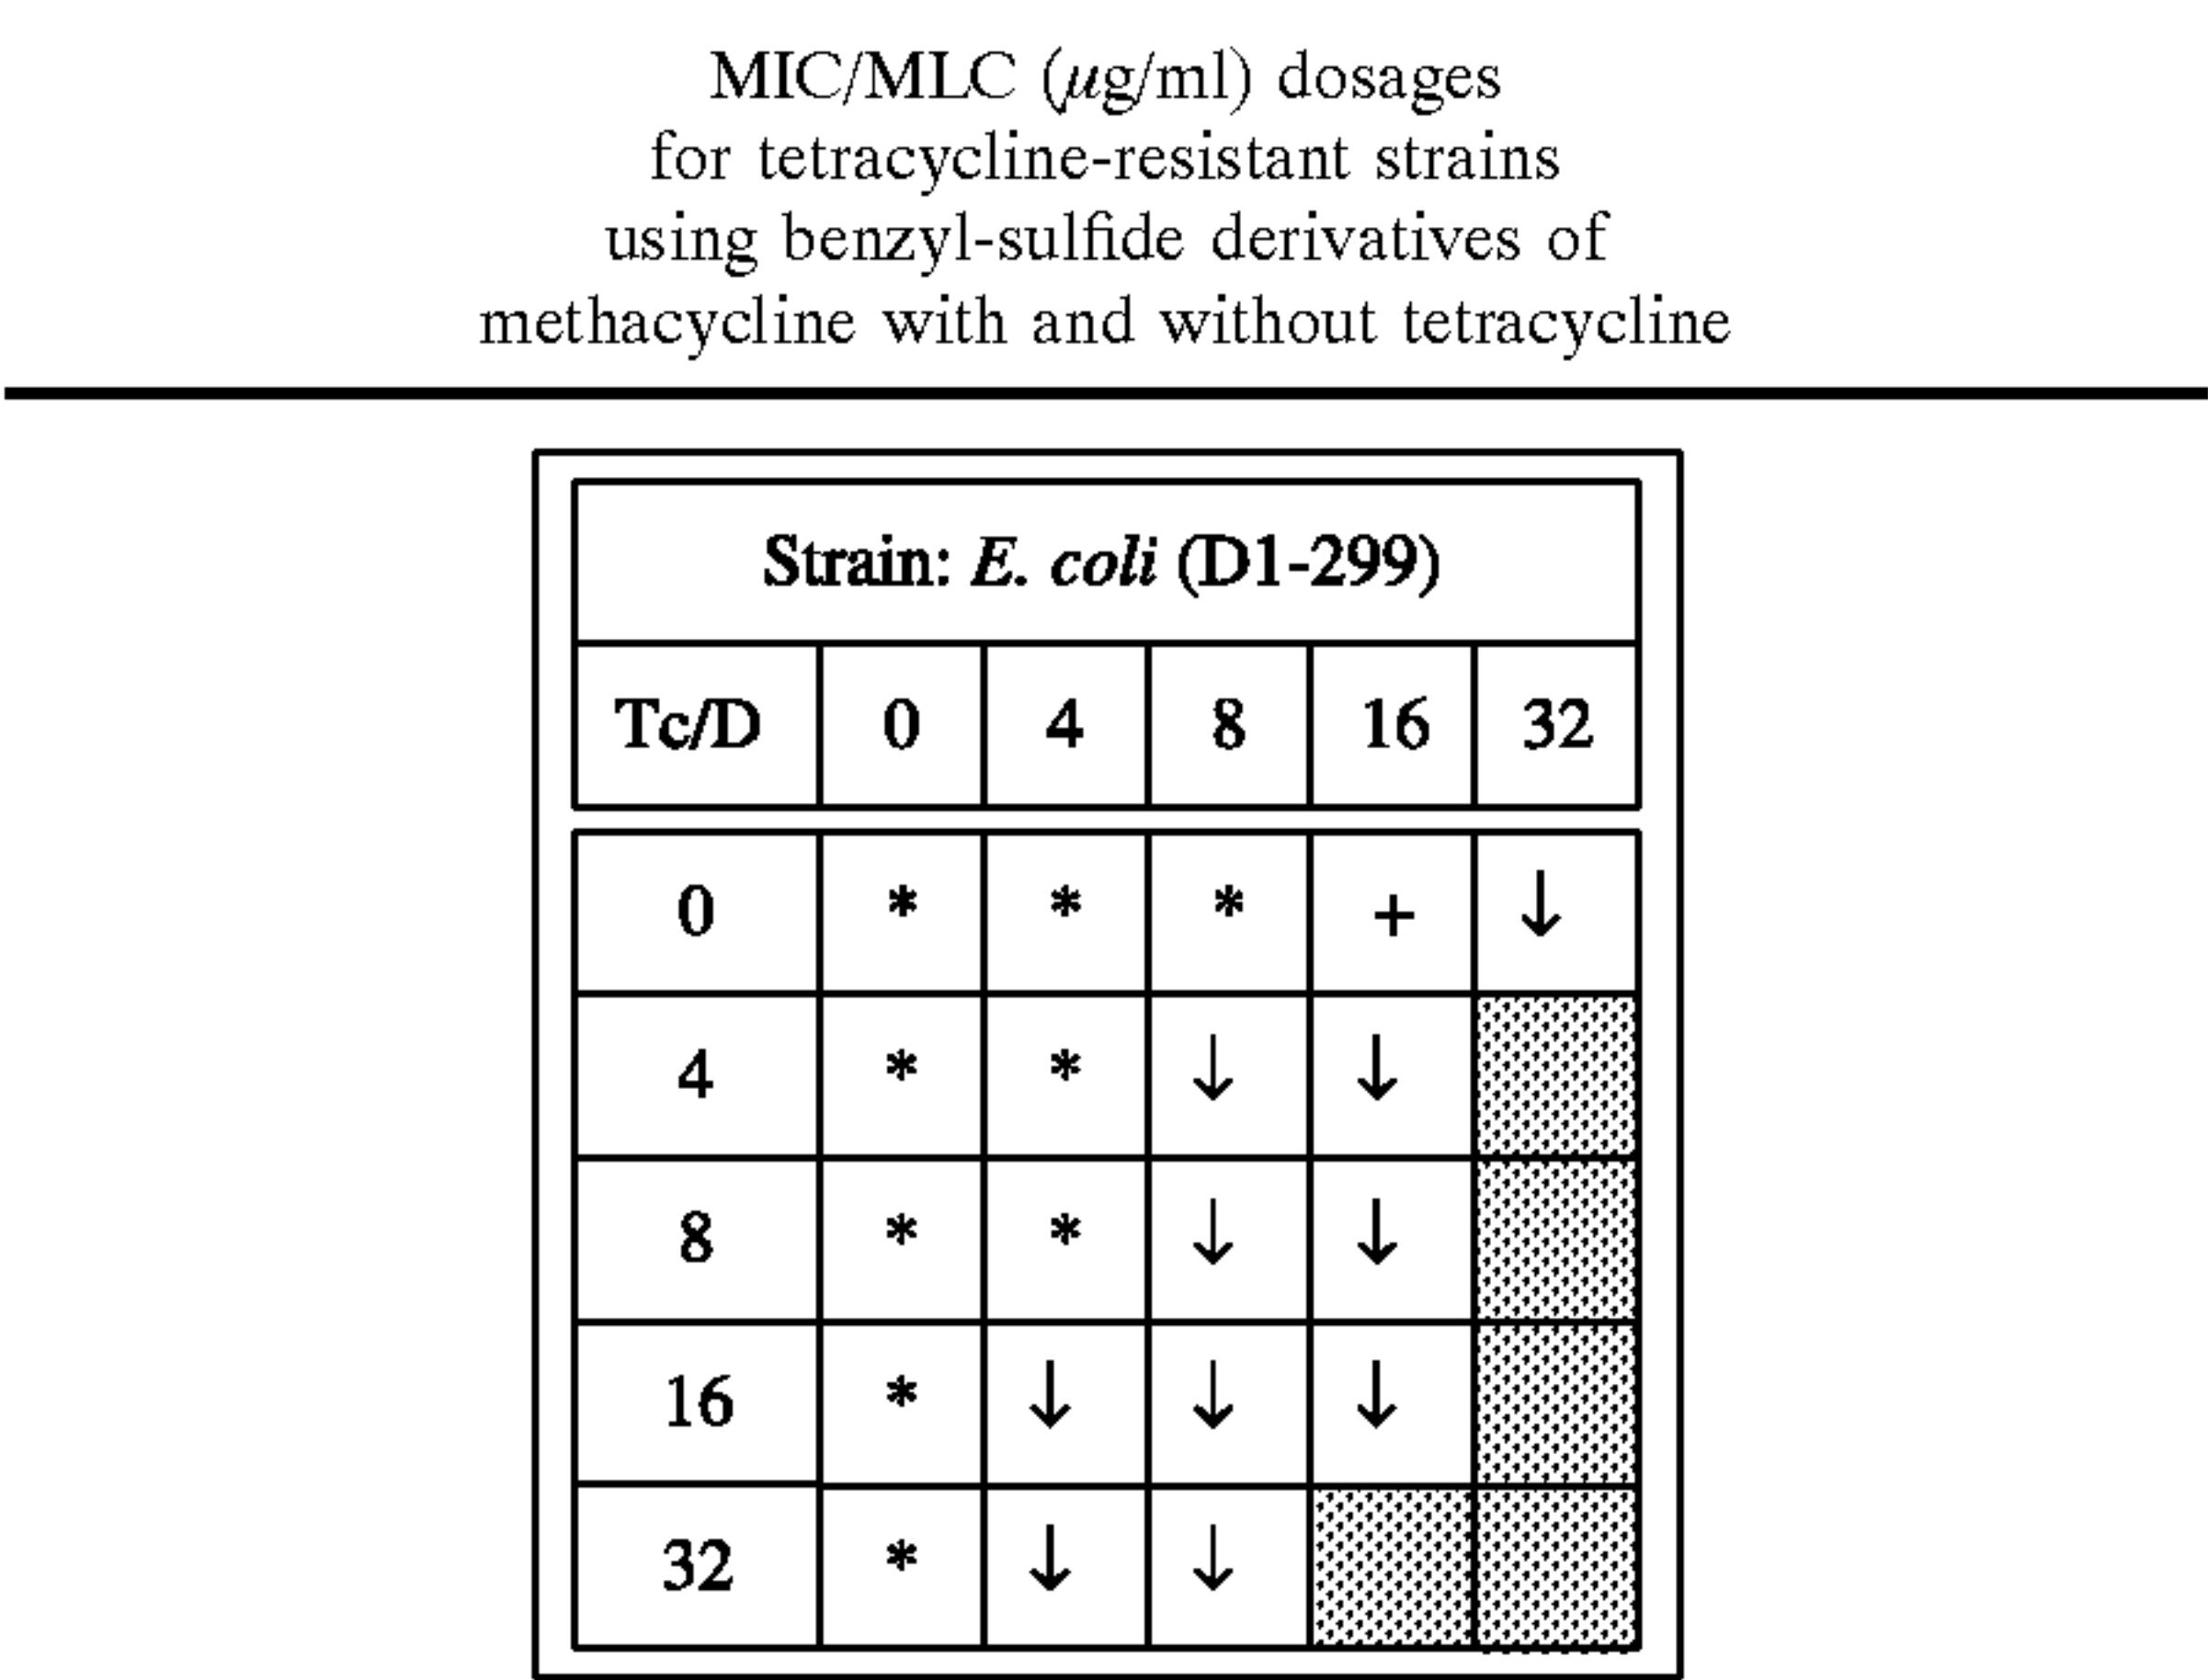 MIC/MLC (μg/ml) dosages
for tetracycline-resistant strains
using benzyl-sulfide derivatives of
methacycline with and without tetracycline
Strain: E. coli (D1-299)
Tc/D 0 4 8 16 32
0 * * * + ↓
4 * * ↓ ↓
8 * * ↓ ↓
16 * ↓ ↓ ↓
32 * ↓ ↓